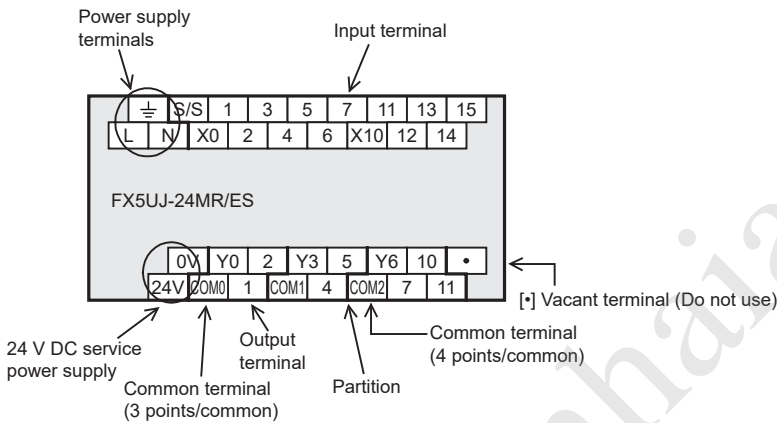 Power supply
terminals
Input terminal
⏚ S/S 1 3 5 7 11 13 15
L N X0 2 4 6 X10 12 14
FX5UJ-24MR/ES
0V Y0 2 Y3 5 Y6 10 •
24V COM0 1 COM1 4 COM2 7 11
[•] Vacant terminal (Do not use)
24 V DC service
power supply
Common terminal
(3 points/common)
Output
terminal
Partition
Common terminal
(4 points/common)